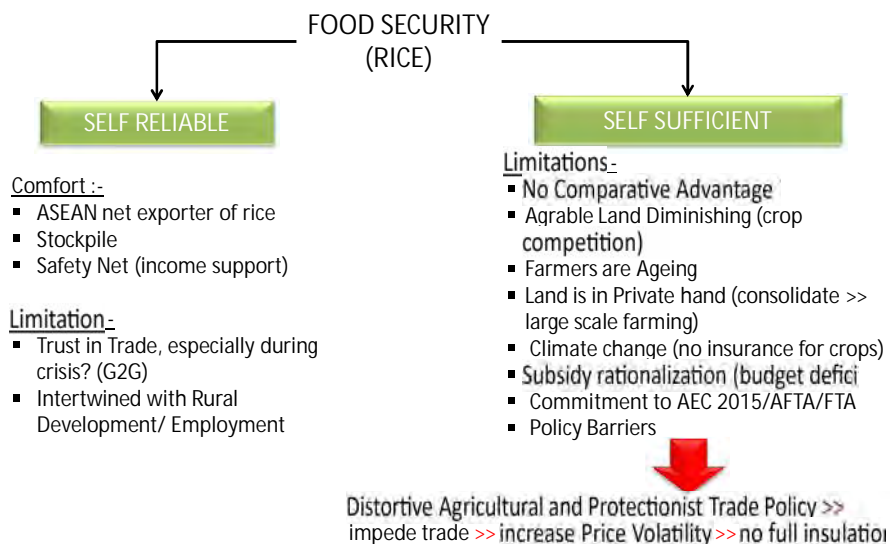 FOOD SECURITY
(RICE)
SELF RELIABLE
Comfort :-
▪ ASEAN net exporter of rice
▪ Stockpile
▪ Safety Net (income support)
Limitation-
▪ Trust in Trade, especially during
crisis? (G2G)
▪ Intertwined with Rural
Development/ Employment
SELF SUFFICIENT
Limitations-
▪ No Comparative Advantage
▪ Agrable Land Diminishing (crop
competition)
▪ Farmers are Ageing
▪ Land is in Private hand (consolidate >>
large scale farming)
▪ Climate change (no insurance for crops)
▪ Subsidy rationalization (budget defici
▪ Commitment to AEC 2015/AFTA/FTA
▪ Policy Barriers
Distortive Agricultural and Protectionist Trade Policy >>
impede trade >> increase Price Volatility >> no full insulation